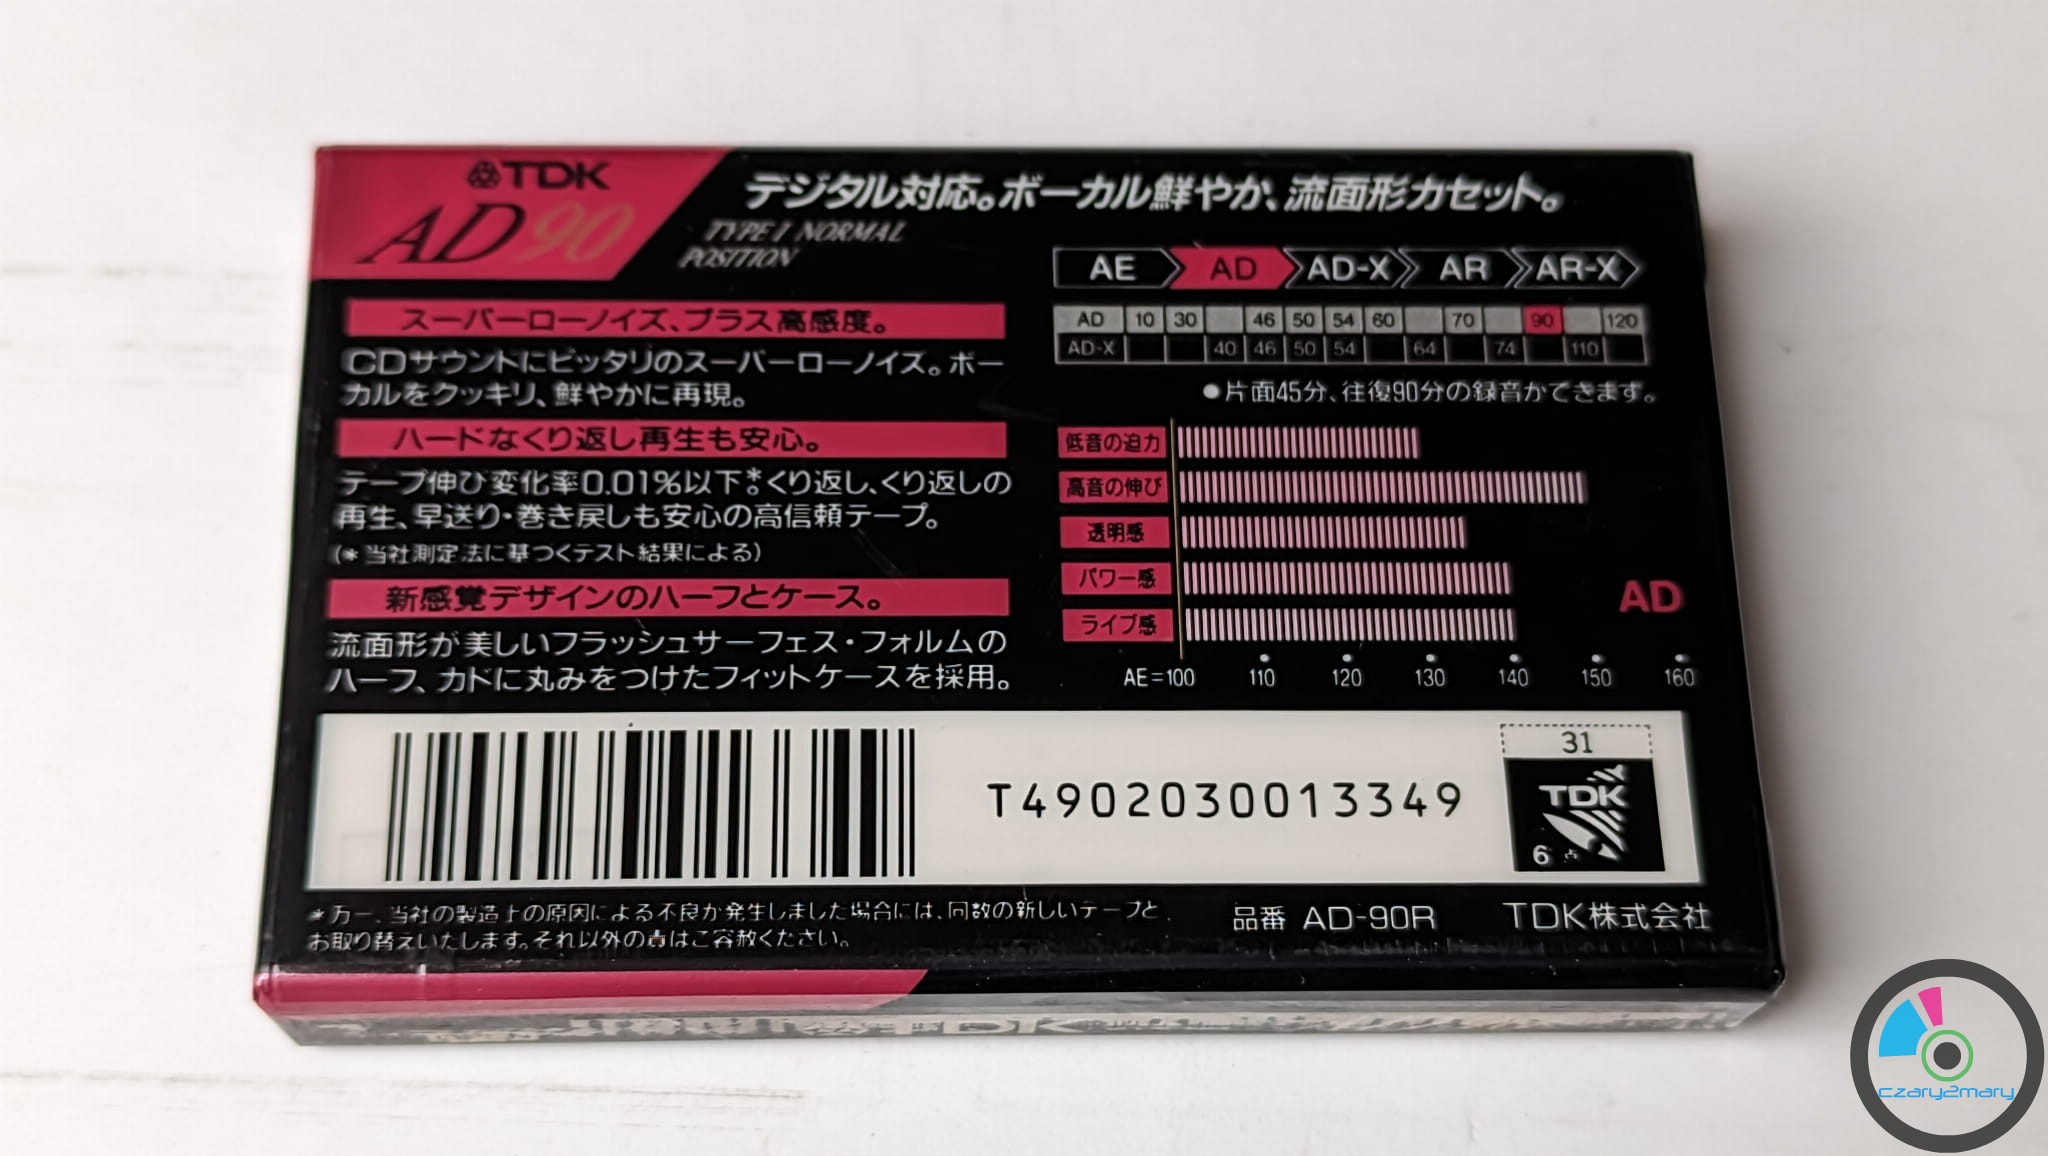 TDK
AD90
デジタル対応。ボーカル鮮やか、流面形カセット。
TYPE I NORMAL
POSITION
AE AD AD-X AR AR-X
AD 10 30 46 50 54 60 70 90 120
AD-X 40 46 50 54 64 74 110
●片面45分、往復90分の録音ができます。
スーパーローノイズ、プラス高感度。
CDサウンドにピッタリのスーパーローノイズ。ボー
カルをクッキリ、鮮やかに再現。
ハードなくり返し再生も安心。
テープ伸び変化率0.01%以下*。くり返し、くり返しの
再生、早送り・巻き戻しも安心の高信頼テープ。
(*当社測定法に基づくテスト結果による)
新感覚デザインのハーフとケース。
流面形が美しいフラッシュサーフェス・フォルムの
ハーフ、カドに丸みをつけたフィットケースを採用。
低音の迫力
高音の伸び
透明感
パワー感
ライブ感
AD
AE=100 110 120 130 140 150 160
T4902030013349
31
TDK
6点
*万一、当社の製造上の原因による不良が発生しました場合には、同数の新しいテープと
お取り替えいたします。それ以外の責はご容赦ください。
品番 AD-90R TDK株式会社
TDK
czary2mary